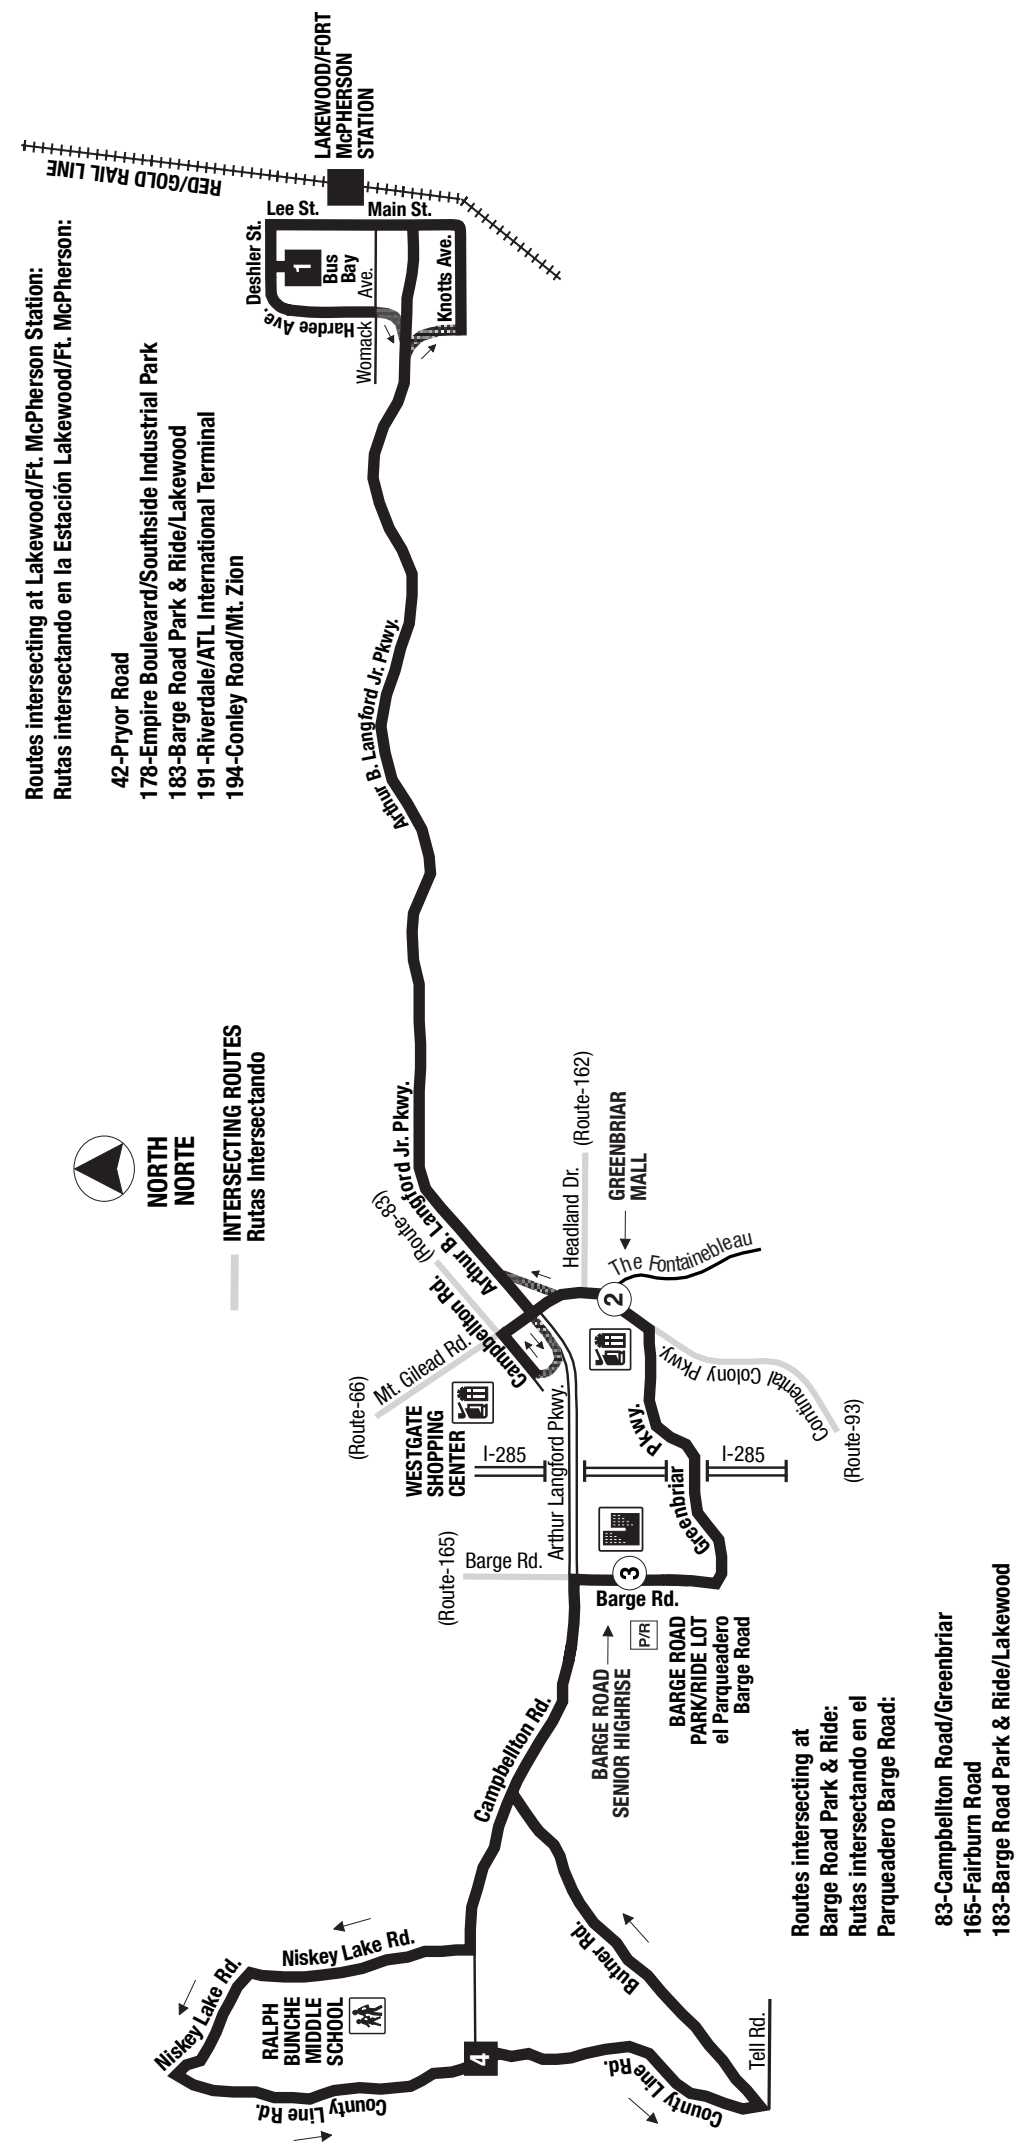 Routes intersecting at Lakewood/Ft. McPherson Station:
Rutas intersectando en la Estación Lakewood/Ft. McPherson:
42-Pryor Road
178-Empire Boulevard/Southside Industrial Park
183-Barge Road Park & Ride/Lakewood
191-Riverdale/ATL International Terminal
194-Conley Road/Mt. Zion
RED/GOLD RAIL LINE
LAKEWOOD/FORT
McPHERSON
STATION
Lee St.
Main St.
Deshler St.
1
Bus
Bay
Hardee Ave.
Womack
Ave.
Knotts Ave.
Arthur B. Langford Jr. Pkwy.
NORTH
NORTE
INTERSECTING ROUTES
Rutas Intersectando
Arthur B. Langford Jr. Pkwy.
(Route-83)
Campbellton Rd.
Mt. Gilead Rd.
(Route-66)
Headland Dr.
(Route-162)
GREENBRIAR
MALL
The Fontainebleau
2
WESTGATE
SHOPPING
CENTER
Continental Colony Pkwy.
(Route-93)
I-285
I-285
Arthur Langford Pkwy.
Greenbriar
Pkwy.
(Route-165)
Barge Rd.
3
Barge Rd.
P/R
BARGE ROAD
SENIOR HIGHRISE
BARGE ROAD
PARK/RIDE LOT
el Parqueadero
Barge Road
Campbellton Rd.
Niskey Lake Rd.
Niskey Lake Rd.
RALPH
BUNCHE
MIDDLE
SCHOOL
County Line Rd.
4
County Line Rd.
Butner Rd.
Tell Rd.
Routes intersecting at
Barge Road Park & Ride:
Rutas intersectando en el
Parqueadero Barge Road:
83-Campbellton Road/Greenbriar
165-Fairburn Road
183-Barge Road Park & Ride/Lakewood